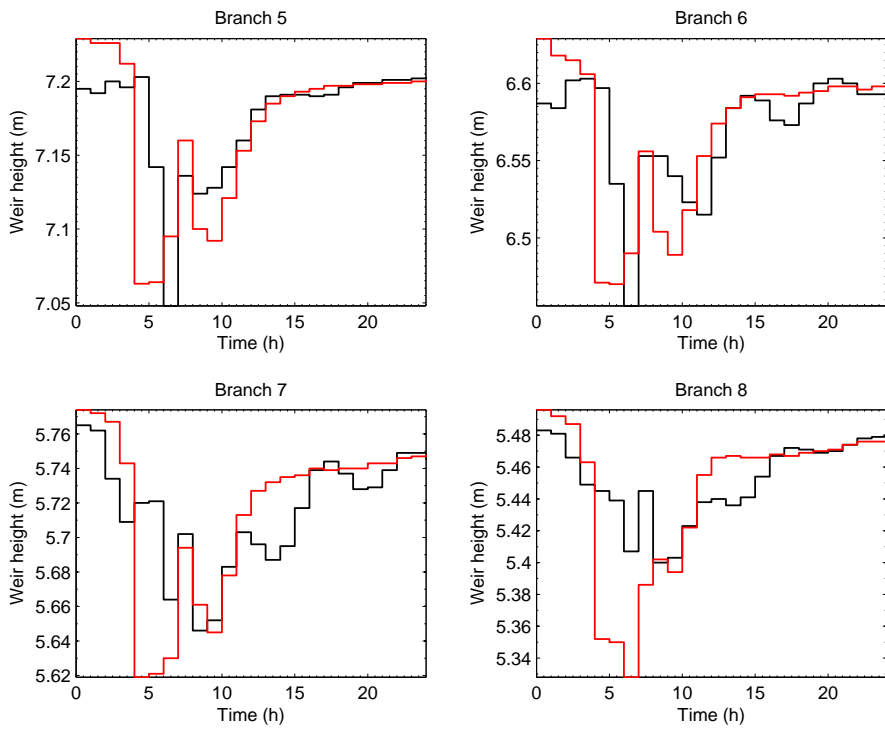 Branch 5
Weir height (m)
7.2
7.15
7.1
7.05
0 5 10 15 20
Time (h)
Branch 6
Weir height (m)
6.6
6.55
6.5
0 5 10 15 20
Time (h)
Branch 7
Weir height (m)
5.76
5.74
5.72
5.7
5.68
5.66
5.64
5.62
0 5 10 15 20
Time (h)
Branch 8
Weir height (m)
5.48
5.46
5.44
5.42
5.4
5.38
5.36
5.34
0 5 10 15 20
Time (h)